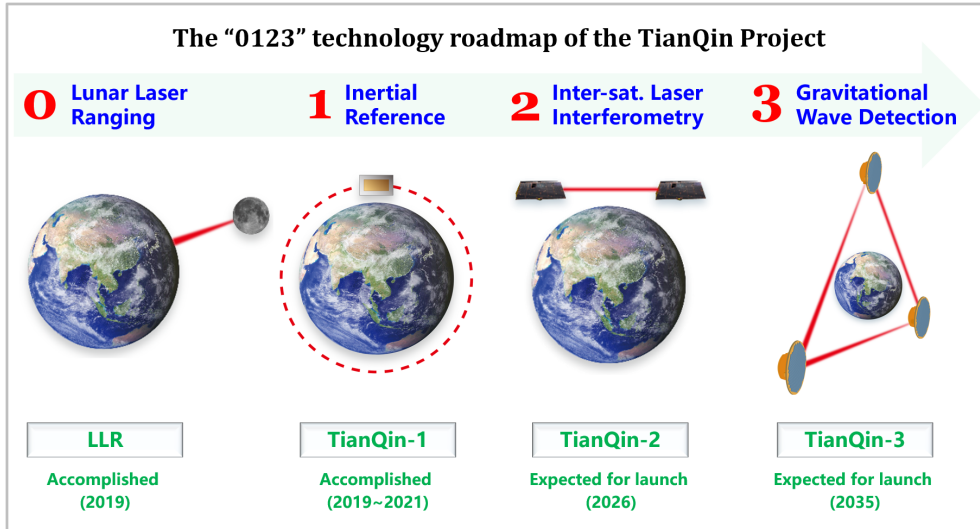 The “0123” technology roadmap of the TianQin Project
0 Lunar Laser
Ranging
1 Inertial
Reference
2 Inter-sat. Laser
Interferometry
3 Gravitational
Wave Detection
LLR
Accomplished
(2019)
TianQin-1
Accomplished
(2019~2021)
TianQin-2
Expected for launch
(2026)
TianQin-3
Expected for launch
(2035)